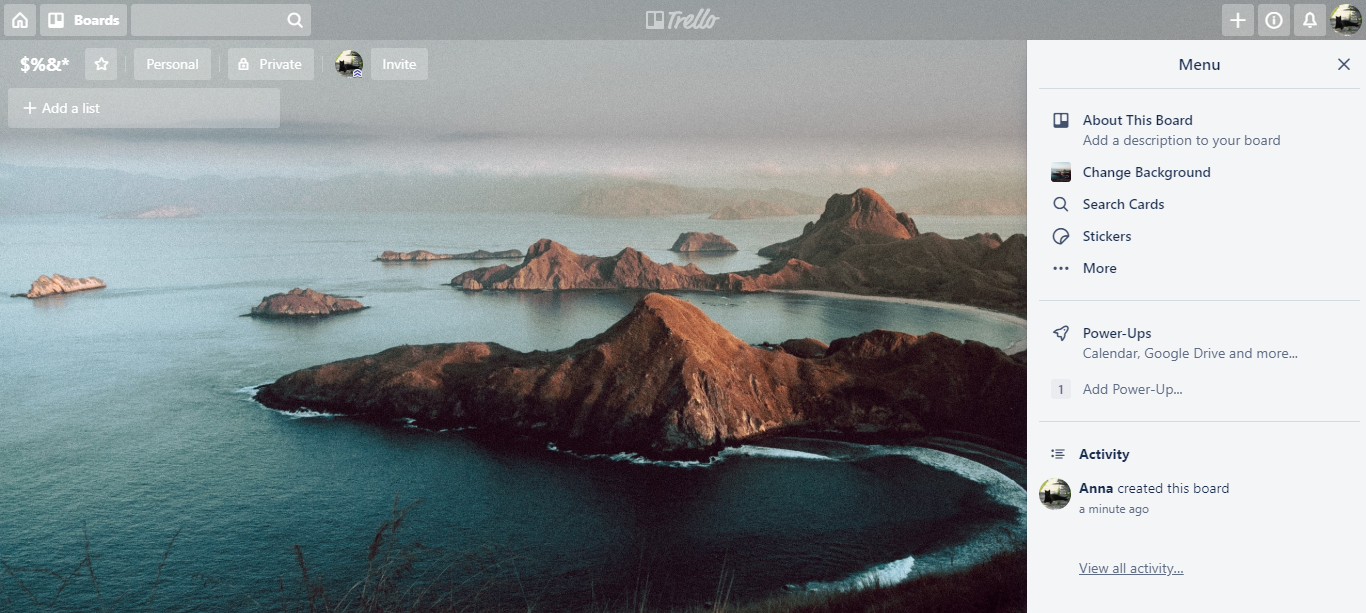 Boards
Trello
$%&*
Personal
Private
Invite
Add a list
Menu
About This Board
Add a description to your board
Change Background
Search Cards
Stickers
More
Power-Ups
Calendar, Google Drive and more...
1 Add Power-Up...
Activity
Anna created this board
a minute ago
View all activity...